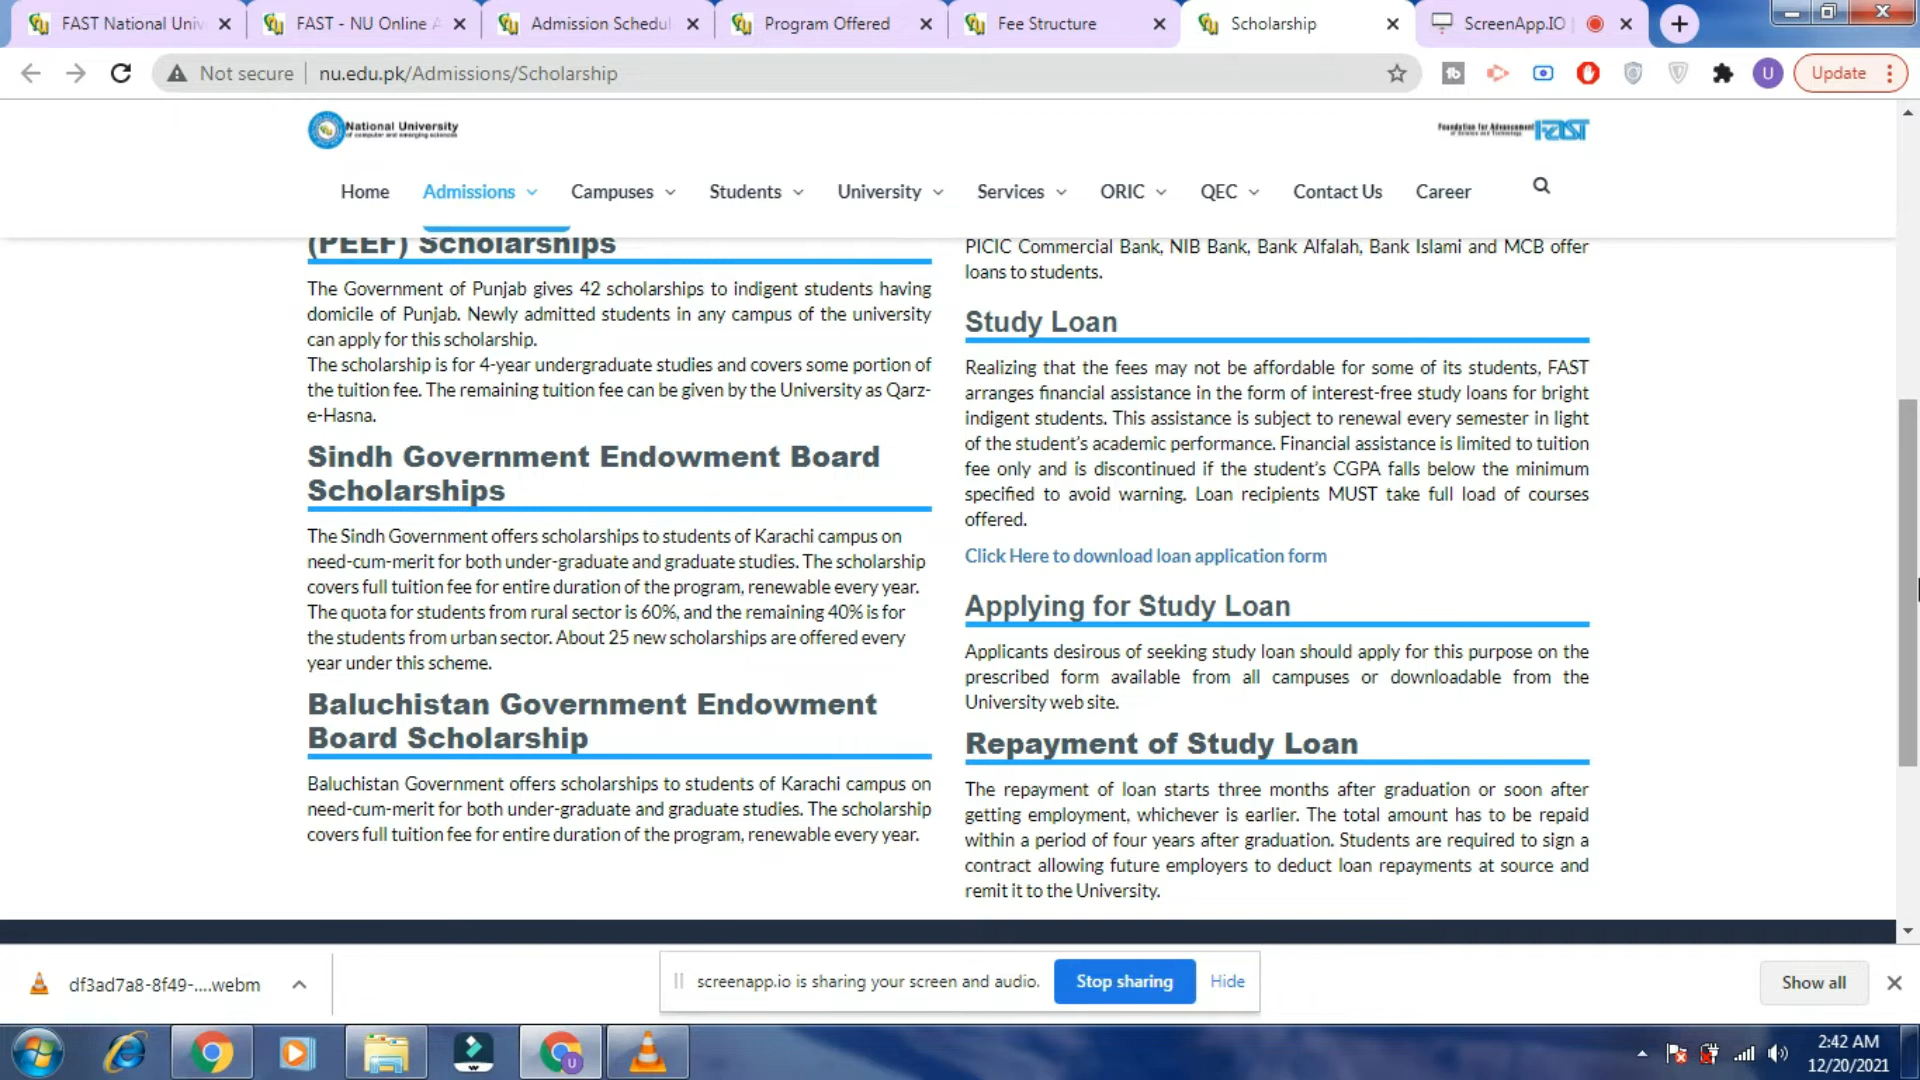 FAST National Univ
FAST - NU Online A
Admission Schedul
Program Offered
Fee Structure
Scholarship
ScreenApp.IO
Not secure
nu.edu.pk/Admissions/Scholarship
U
Update
National University
of computer and emerging sciences
Foundation for Advancement
of Science and Technology
FAST
Home
Admissions
Campuses
Students
University
Services
ORIC
QEC
Contact Us
Career
(PEEF) Scholarships
The Government of Punjab gives 42 scholarships to indigent students having
domicile of Punjab. Newly admitted students in any campus of the university
can apply for this scholarship.
The scholarship is for 4-year undergraduate studies and covers some portion of
the tuition fee. The remaining tuition fee can be given by the University as Qarz-
e-Hasna.
Sindh Government Endowment Board
Scholarships
The Sindh Government offers scholarships to students of Karachi campus on
need-cum-merit for both under-graduate and graduate studies. The scholarship
covers full tuition fee for entire duration of the program, renewable every year.
The quota for students from rural sector is 60%, and the remaining 40% is for
the students from urban sector. About 25 new scholarships are offered every
year under this scheme.
Baluchistan Government Endowment
Board Scholarship
Baluchistan Government offers scholarships to students of Karachi campus on
need-cum-merit for both under-graduate and graduate studies. The scholarship
covers full tuition fee for entire duration of the program, renewable every year.
PICIC Commercial Bank, NIB Bank, Bank Alfalah, Bank Islami and MCB offer
loans to students.
Study Loan
Realizing that the fees may not be affordable for some of its students, FAST
arranges financial assistance in the form of interest-free study loans for bright
indigent students. This assistance is subject to renewal every semester in light
of the student's academic performance. Financial assistance is limited to tuition
fee only and is discontinued if the student's CGPA falls below the minimum
specified to avoid warning. Loan recipients MUST take full load of courses
offered.
Click Here to download loan application form
Applying for Study Loan
Applicants desirous of seeking study loan should apply for this purpose on the
prescribed form available from all campuses or downloadable from the
University web site.
Repayment of Study Loan
The repayment of loan starts three months after graduation or soon after
getting employment, whichever is earlier. The total amount has to be repaid
within a period of four years after graduation. Students are required to sign a
contract allowing future employers to deduct loan repayments at source and
remit it to the University.
df3ad7a8-8f49-....webm
screenapp.io is sharing your screen and audio.
Stop sharing
Hide
Show all
2:42 AM
12/20/2021